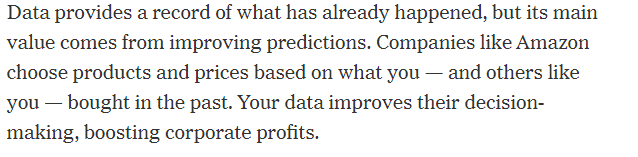 Data provides a record of what has already happened, but its main
value comes from improving predictions. Companies like Amazon
choose products and prices based on what you — and others like
you — bought in the past. Your data improves their decision-
making, boosting corporate profits.